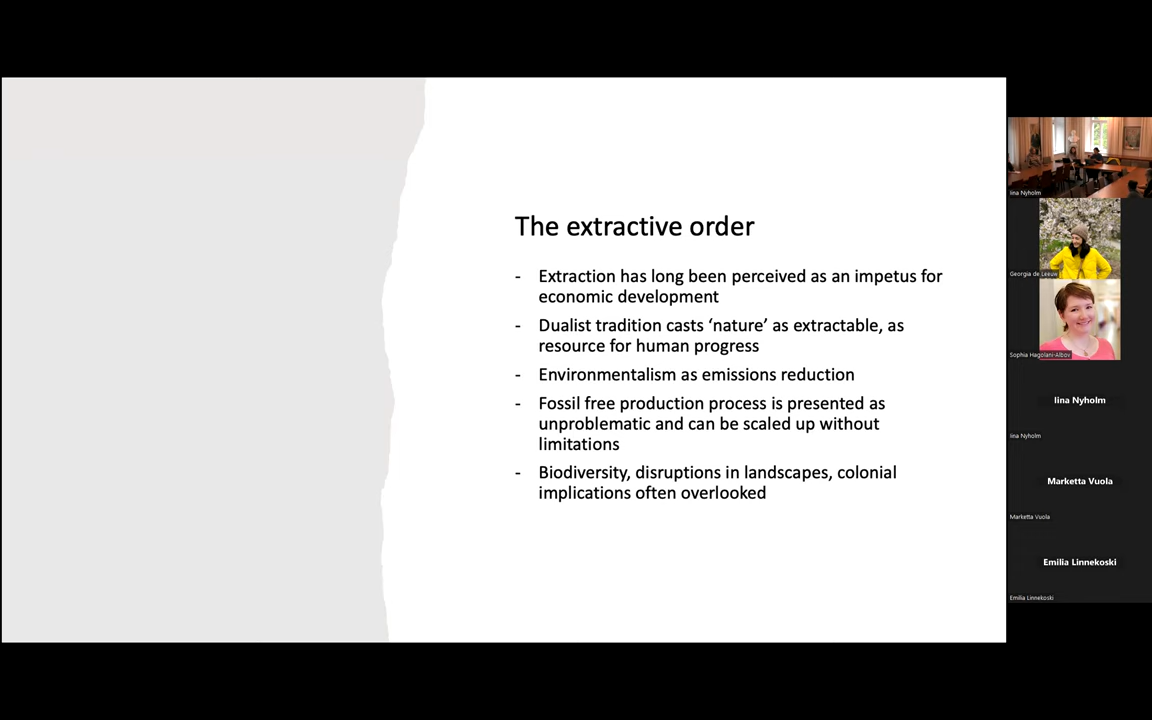 The extractive order
- Extraction has long been perceived as an impetus for
economic development
- Dualist tradition casts ‘nature’ as extractable, as
resource for human progress
- Environmentalism as emissions reduction
- Fossil free production process is presented as
unproblematic and can be scaled up without
limitations
- Biodiversity, disruptions in landscapes, colonial
implications often overlooked
Iina Nyholm
Georgia de Leeuw
Sophia Hagolani-Albov
Iina Nyholm
Iina Nyholm
Marketta Vuola
Marketta Vuola
Emilia Linnekoski
Emilia Linnekoski